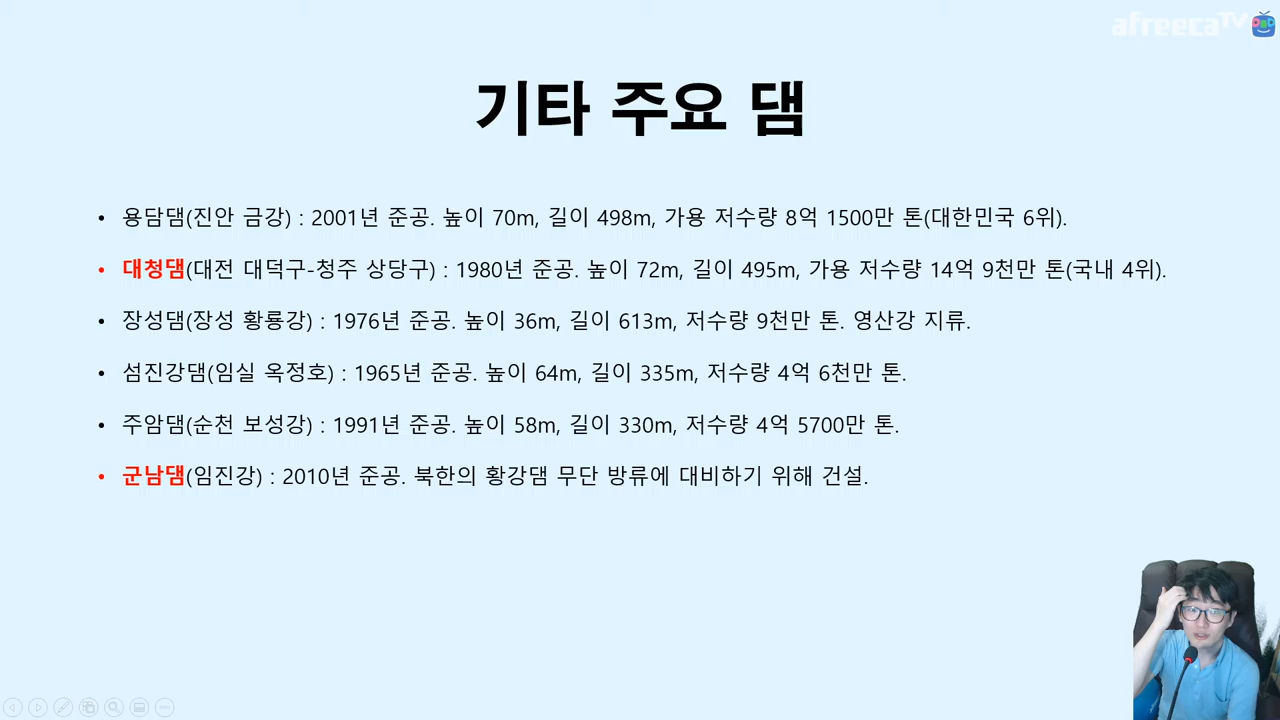 afreecaTV
기타 주요 댐
• 용담댐(진안 금강) : 2001년 준공. 높이 70m, 길이 498m, 가용 저수량 8억 1500만 톤(대한민국 6위).
• 대청댐(대전 대덕구-청주 상당구) : 1980년 준공. 높이 72m, 길이 495m, 가용 저수량 14억 9천만 톤(국내 4위).
• 장성댐(장성 황룡강) : 1976년 준공. 높이 36m, 길이 613m, 저수량 9천만 톤. 영산강 지류.
• 섬진강댐(임실 옥정호) : 1965년 준공. 높이 64m, 길이 335m, 저수량 4억 6천만 톤.
• 주암댐(순천 보성강) : 1991년 준공. 높이 58m, 길이 330m, 저수량 4억 5700만 톤.
• 군남댐(임진강) : 2010년 준공. 북한의 황강댐 무단 방류에 대비하기 위해 건설.